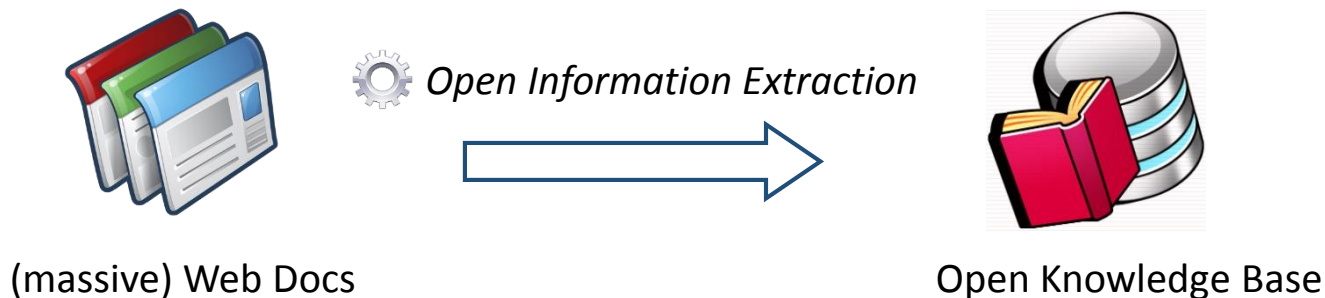 Open Information Extraction
(massive) Web Docs
Open Knowledge Base